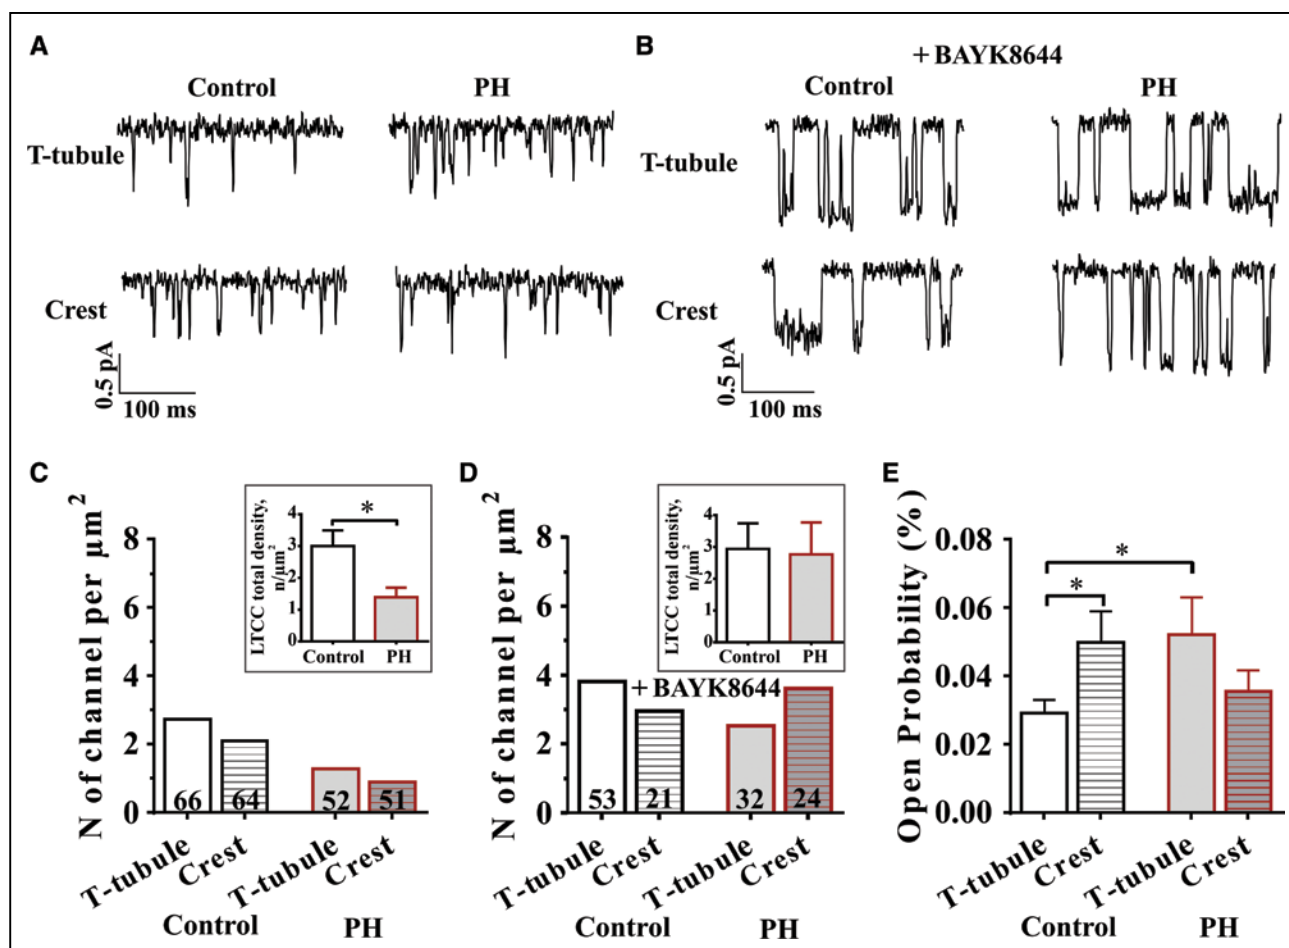 A
B
+BAYK8644
Control
PH
Control
PH
T-tubule
T-tubule
Crest
Crest
0.5 pA
100 ms
0.5 pA
100 ms
C
N of channel per μm²
8
6
4
2
0
LTCC total density,
n/μm²
4
3
2
1
0
*
Control
PH
66
64
52
51
T-tubule
Crest
T-tubule
Crest
Control
PH
D
N of channel per μm²
8
6
4
2
0
LTCC total density,
n/μm²
4
3
2
1
0
Control
PH
+BAYK8644
53
21
32
24
T-tubule
Crest
T-tubule
Crest
Control
PH
E
Open Probability (%)
0.08
0.06
0.04
0.02
0.00
*
*
T-tubule
Crest
T-tubule
Crest
Control
PH